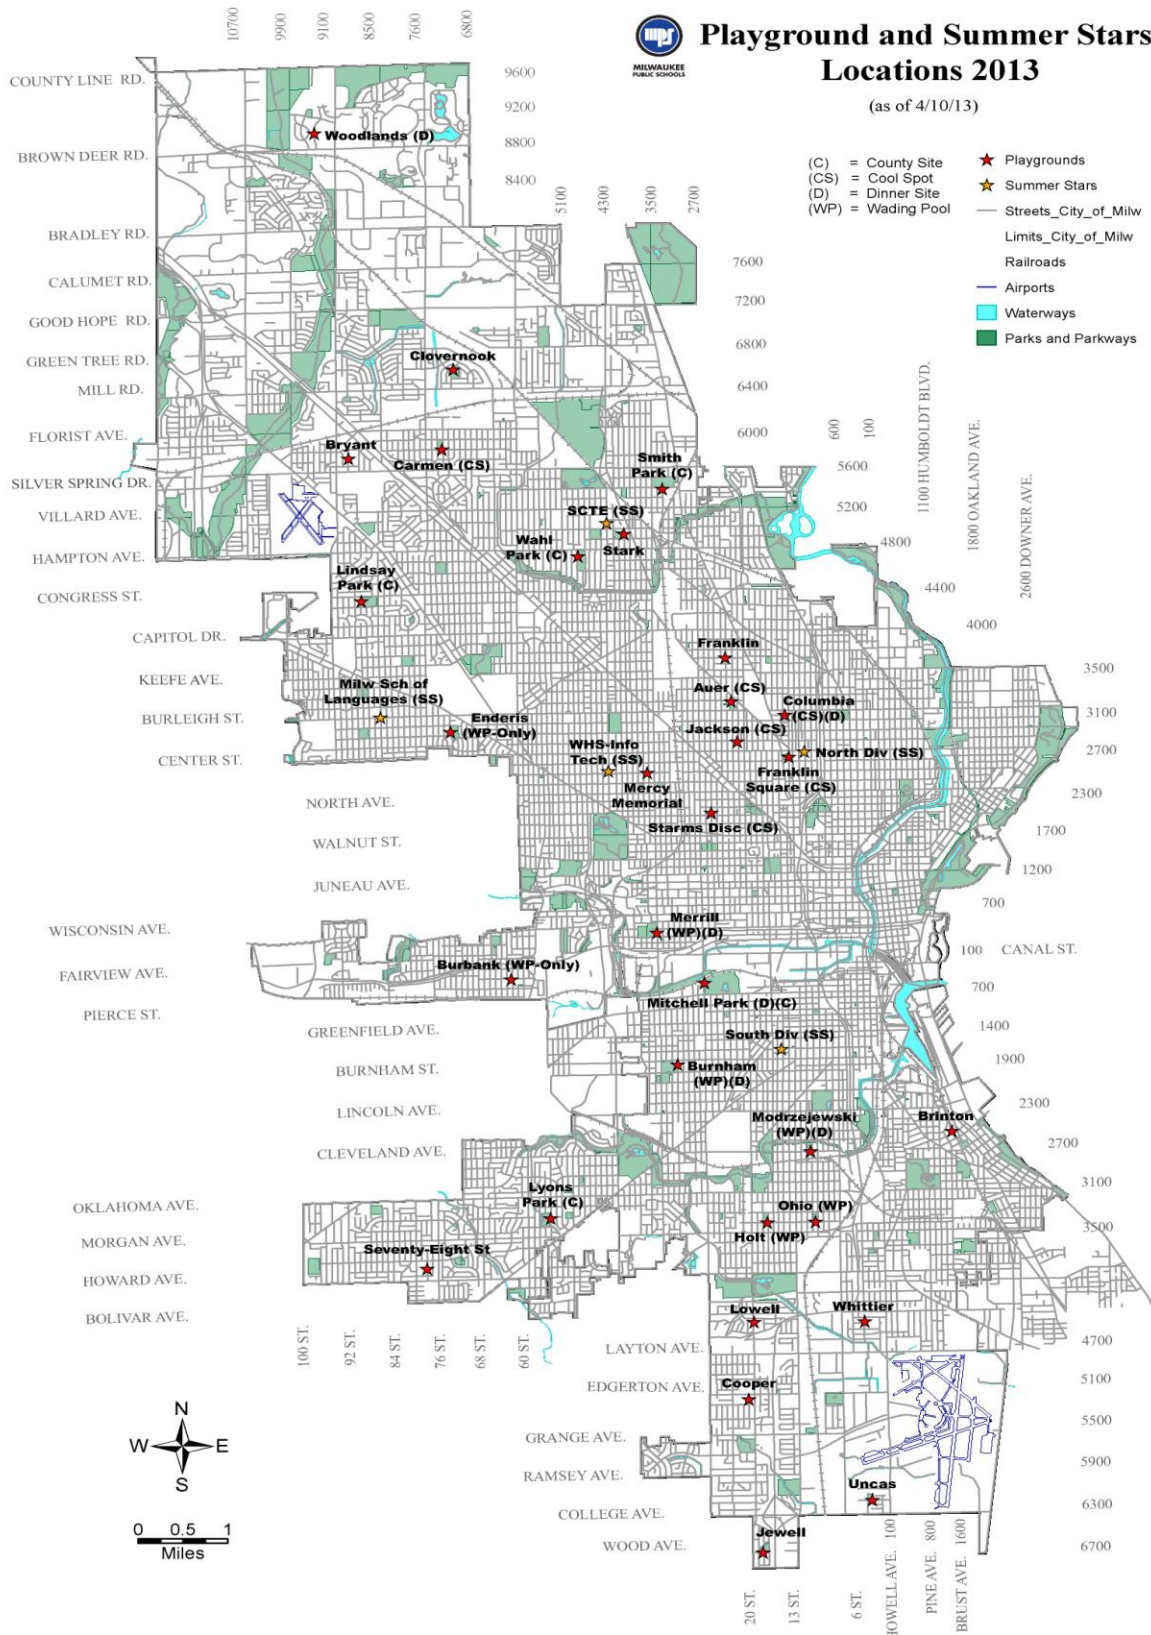 MILWAUKEE
PUBLIC SCHOOLS
Playground and Summer Stars
Locations 2013
(as of 4/10/13)
(C) = County Site
(CS) = Cool Spot
(D) = Dinner Site
(WP) = Wading Pool
Playgrounds
Summer Stars
Streets_City_of_Milw
Limits_City_of_Milw
Railroads
Airports
Waterways
Parks and Parkways
10700
9900
9100
8500
7600
6800
COUNTY LINE RD.
BROWN DEER RD.
BRADLEY RD.
CALUMET RD.
GOOD HOPE RD.
GREEN TREE RD.
MILL RD.
FLORIST AVE.
SILVER SPRING DR.
VILLARD AVE.
HAMPTON AVE.
CONGRESS ST.
CAPITOL DR.
KEEFE AVE.
BURLEIGH ST.
CENTER ST.
NORTH AVE.
WALNUT ST.
JUNEAU AVE.
WISCONSIN AVE.
FAIRVIEW AVE.
PIERCE ST.
GREENFIELD AVE.
BURNHAM ST.
LINCOLN AVE.
CLEVELAND AVE.
OKLAHOMA AVE.
MORGAN AVE.
HOWARD AVE.
BOLIVAR AVE.
LAYTON AVE.
EDGERTON AVE.
GRANGE AVE.
RAMSEY AVE.
COLLEGE AVE.
WOOD AVE.
9600
9200
8800
8400
5100
4300
3500
2700
7600
7200
6800
6400
6000
600
100
1100 HUMBOLDT BLVD.
1800 OAKLAND AVE.
2600 DOWNER AVE.
5600
5200
4800
4400
4000
3500
3100
2700
2300
1700
1200
700
100
CANAL ST.
700
1400
1900
2300
2700
3100
3500
4700
5100
5500
5900
6300
6700
Woodlands (D)
Clovernook
Bryant
Carmen (CS)
Smith
Park (C)
SCTE (SS)
Stark
Wahl
Park (C)
Lindsay
Park (C)
Franklin
Auer (CS)
Columbia
(CS)(D)
Milw Sch of
Languages (SS)
Enderis
(WP-Only)
Jackson (CS)
North Div (SS)
WHS-Info
Tech (SS)
Franklin
Square (CS)
Mercy
Memorial
Starms Disc (CS)
Merrill
(WP)(D)
Burbank (WP-Only)
Mitchell Park (D)(C)
South Div (SS)
Burnham
(WP)(D)
Modrzejewski
(WP)(D)
Brinton
Lyons
Park (C)
Ohio (WP)
Holt (WP)
Seventy-Eight St
Lowell
Whittier
Cooper
Uncas
Jewell
100 ST.
92 ST.
84 ST.
76 ST.
68 ST.
60 ST.
N
W
E
S
0 0.5 1
Miles
20 ST.
13 ST.
6 ST.
HOWELL AVE. 100
PINE AVE. 800
BRUST AVE. 1600